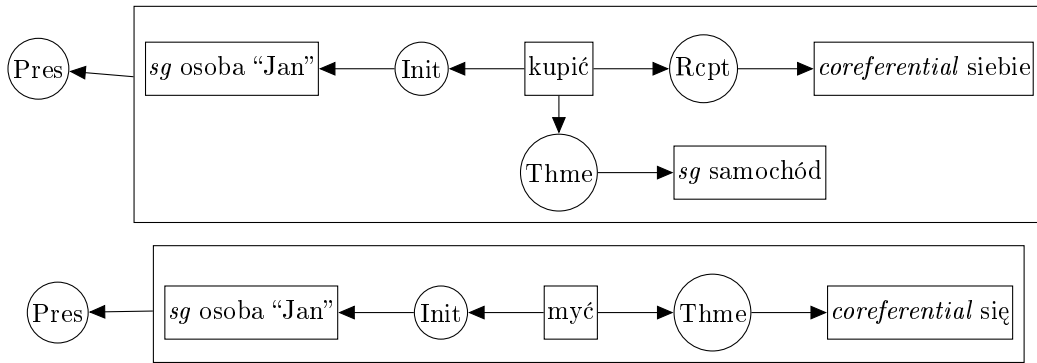 Pres sg osoba “Jan” Init kupić Rcpt coreferential siebie
Thme sg samochód
Pres sg osoba “Jan” Init myć Thme coreferential się